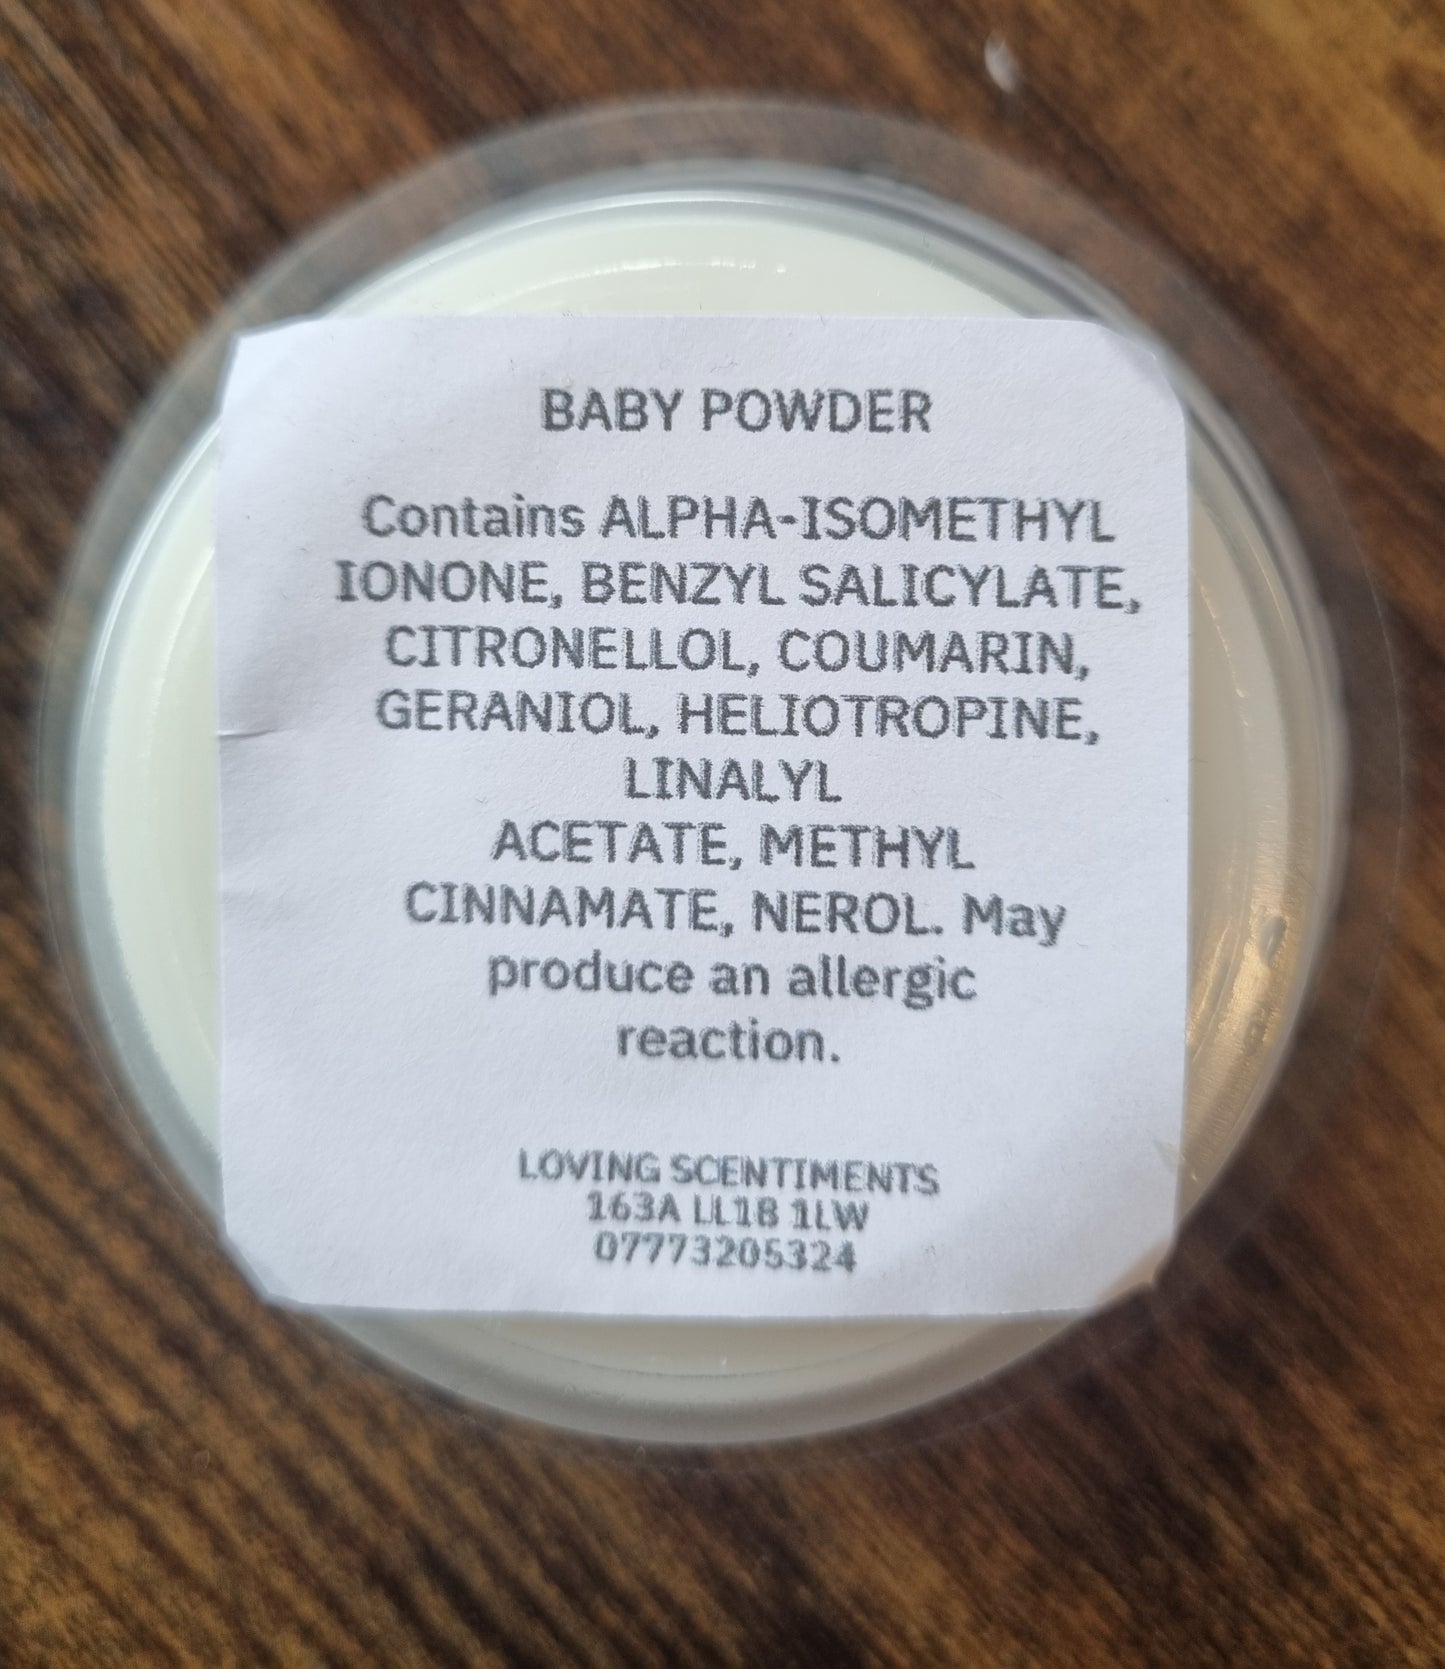 BABY POWDER
Contains ALPHA-ISOMETHYL
IONONE, BENZYL SALICYLATE,
CITRONELLOL, COUMARIN,
GERANIOL, HELIOTROPINE,
LINALYL
ACETATE, METHYL
CINNAMATE, NEROL. May
produce an allergic
reaction.
LOVING SCENTIMENTS
163A LL18 1LW
07773205324